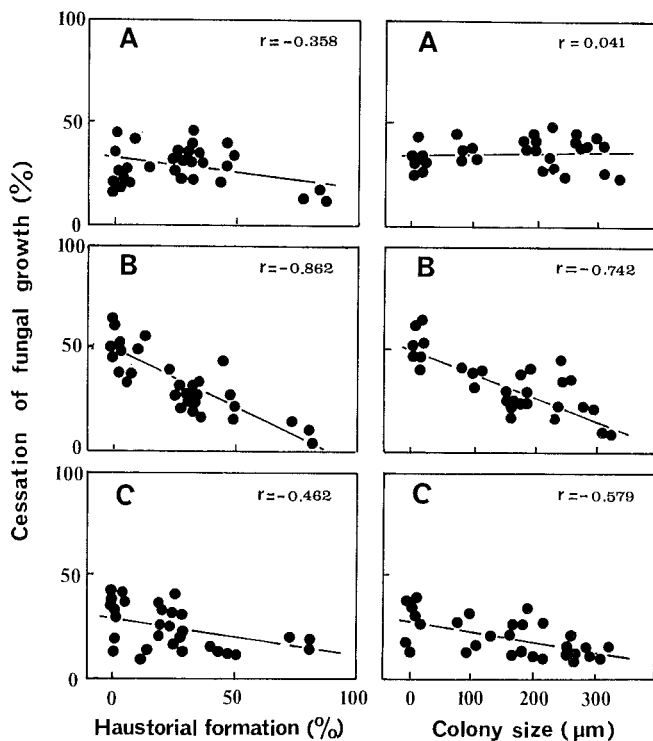 Cessation of fungal growth (%)
A r=-0.358
100
50
0
A r=0.041
B r=-0.862
100
50
0
B r=-0.742
C r=-0.462
100
50
0
C r=-0.579
0 50 100
0 100 200 300
Haustorial formation (%)
Colony size (µm)